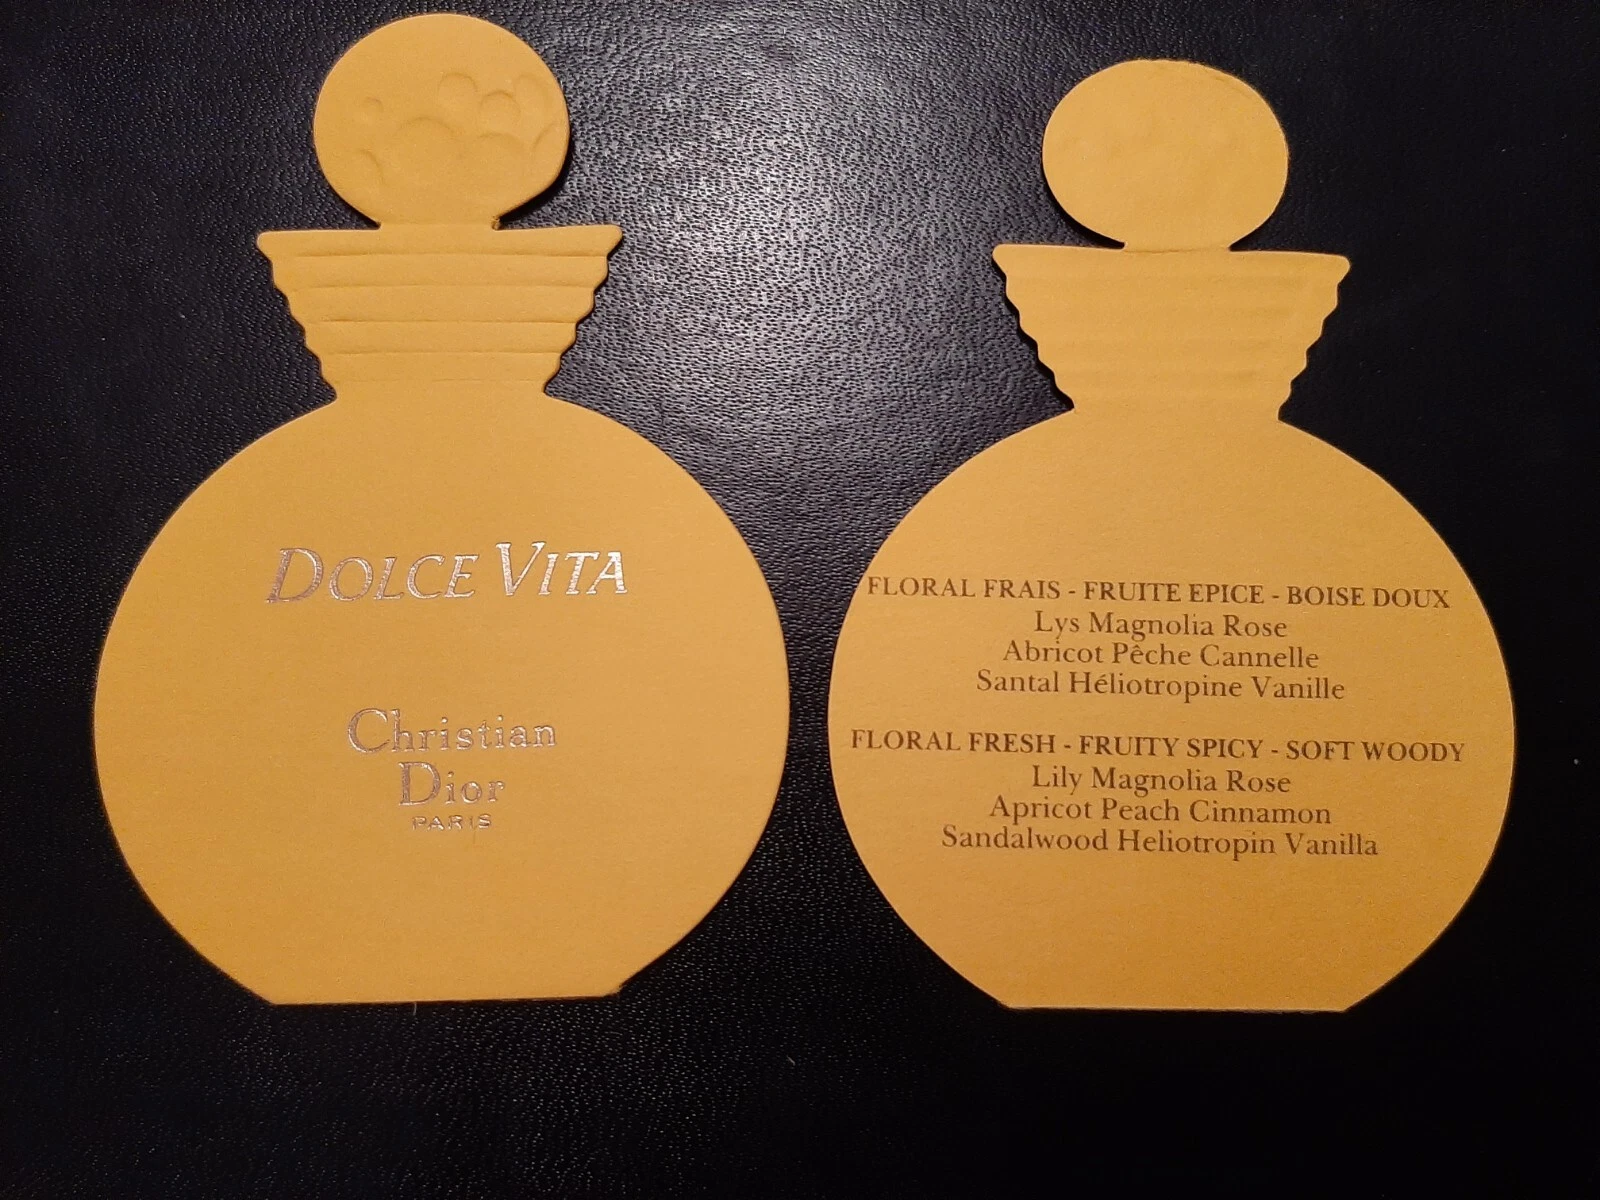 DOLCE VITA
Christian
Dior
PARIS
FLORAL FRAIS - FRUITE EPICE - BOISE DOUX
Lys Magnolia Rose
Abricot Pêche Cannelle
Santal Héliotropine Vanille
FLORAL FRESH - FRUITY SPICY - SOFT WOODY
Lily Magnolia Rose
Apricot Peach Cinnamon
Sandalwood Heliotropin Vanilla